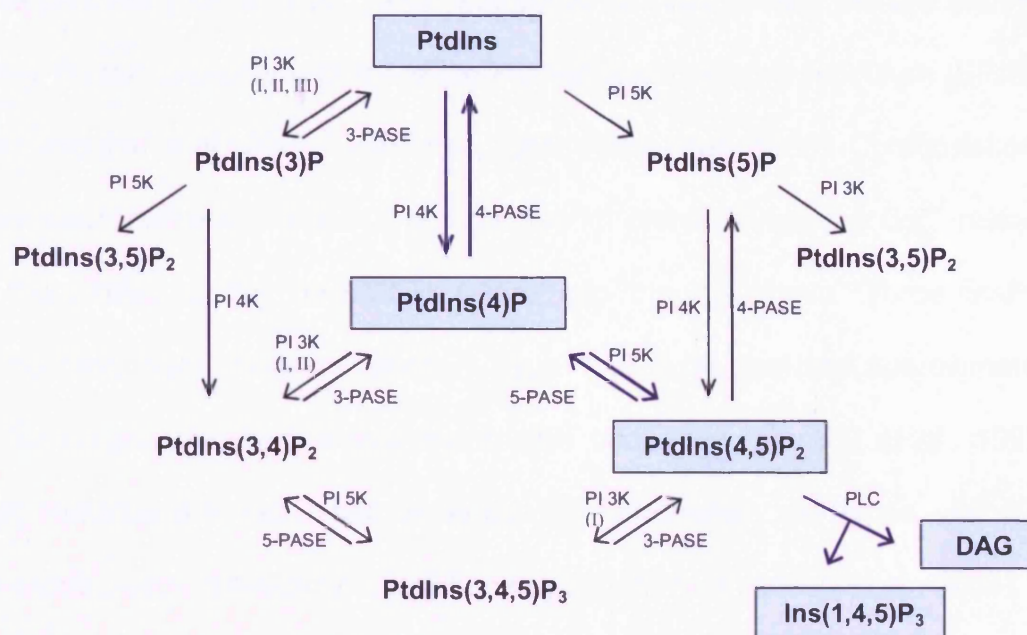 PtdIns
PI 3K
(I, II, III)
3-PASE
PI 5K
PtdIns(3)P
PtdIns(5)P
PI 5K
PI 4K
4-PASE
PI 3K
PtdIns(3,5)P₂
PtdIns(3,5)P₂
PI 4K
PtdIns(4)P
PI 4K
4-PASE
PI 3K
(I, II)
3-PASE
PI 5K
5-PASE
PtdIns(3,4)P₂
PtdIns(4,5)P₂
PI 5K
5-PASE
PI 3K
(I)
3-PASE
PLC
DAG
PtdIns(3,4,5)P₃
Ins(1,4,5)P₃